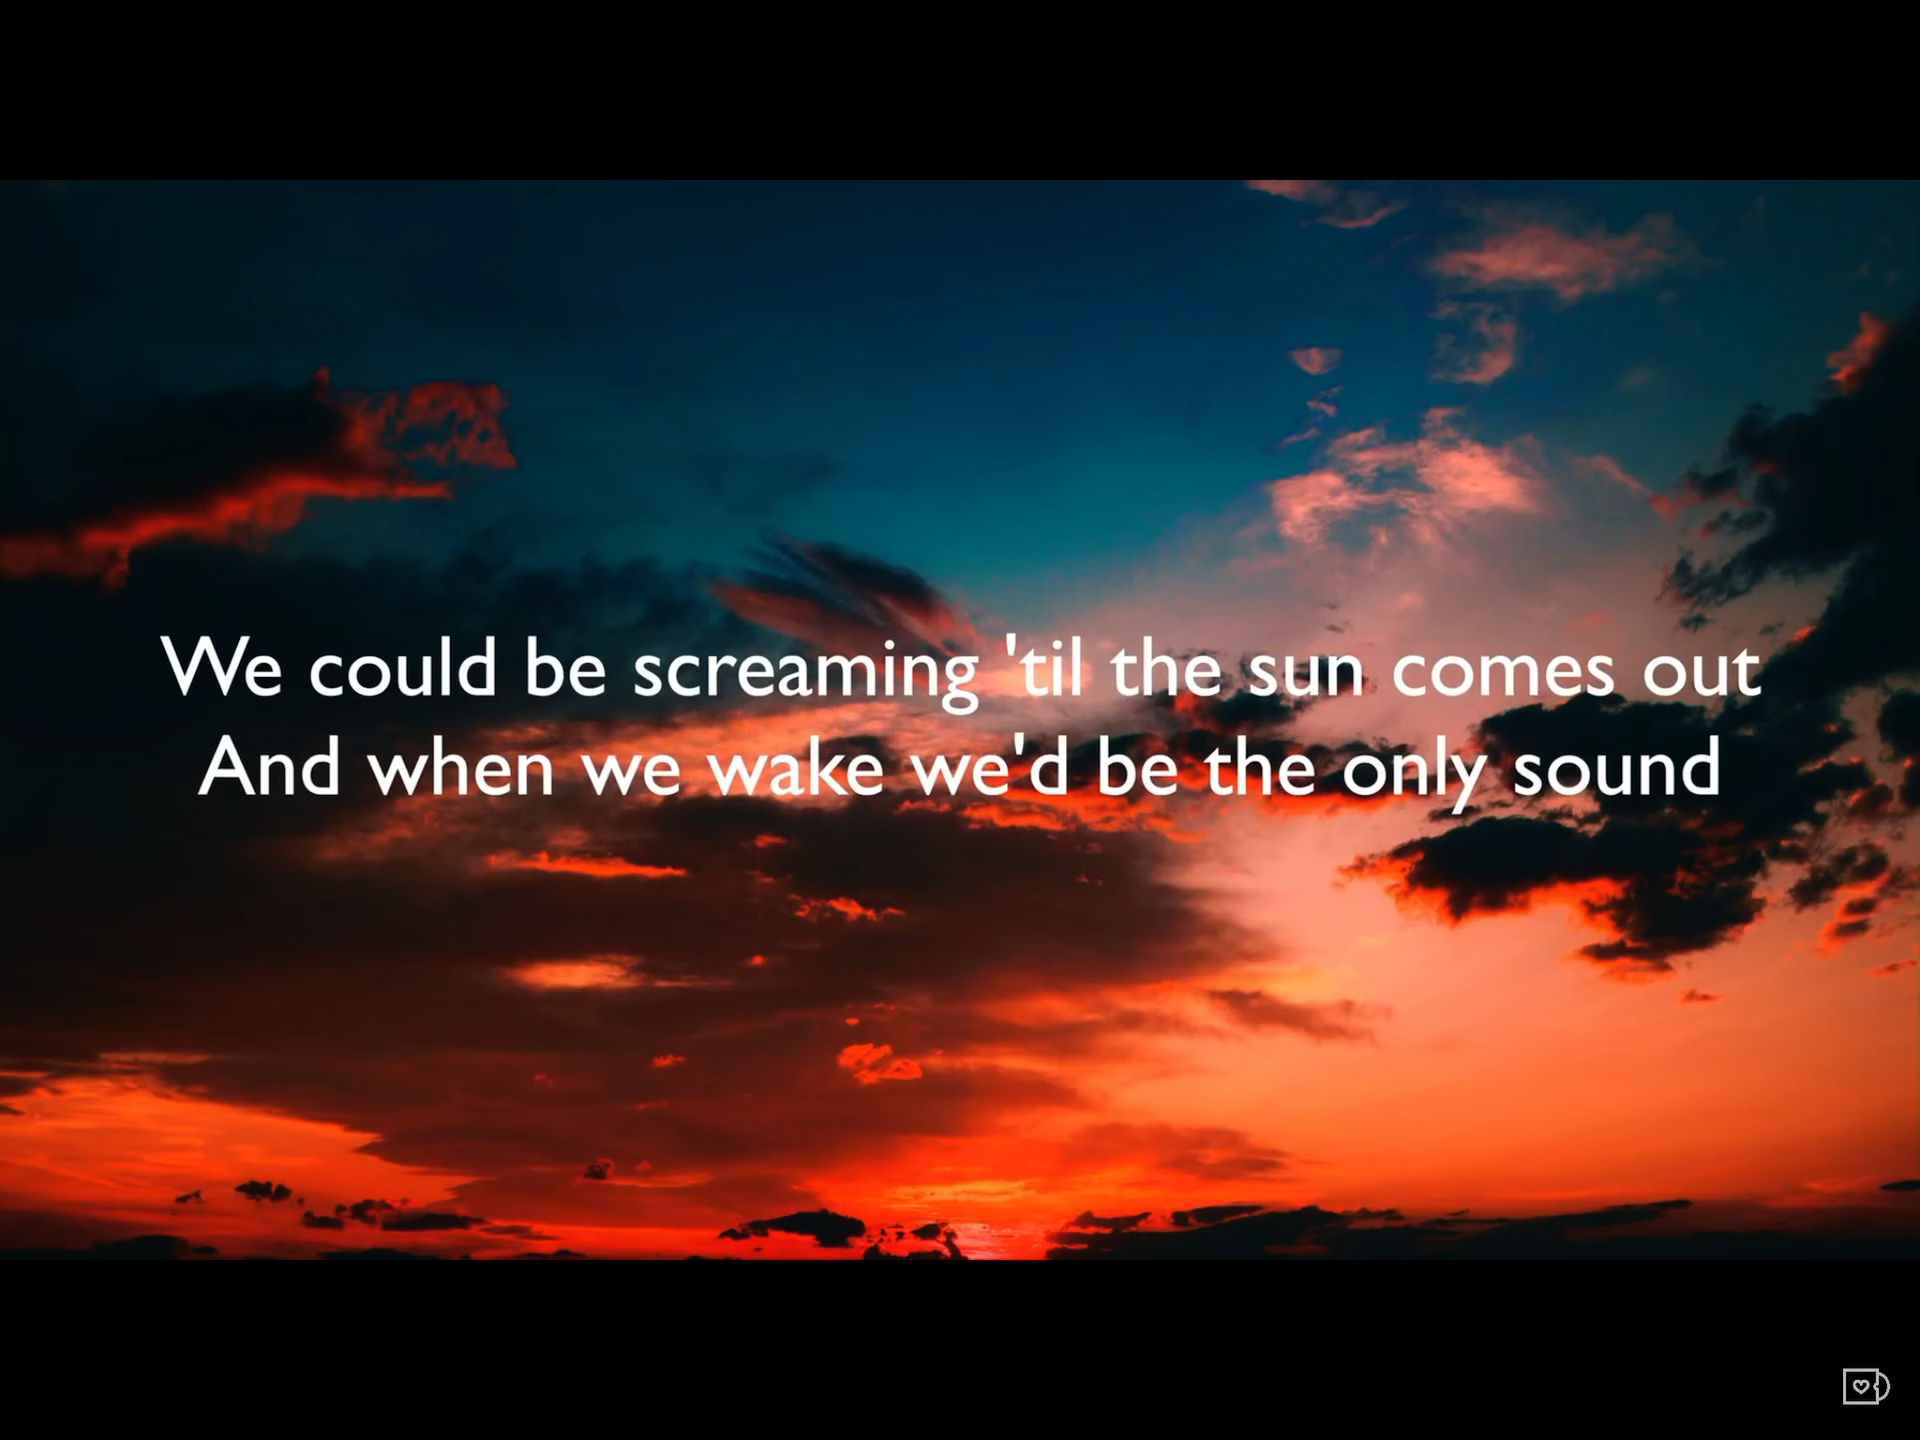 We could be screaming 'til the sun comes out
And when we wake we'd be the only sound